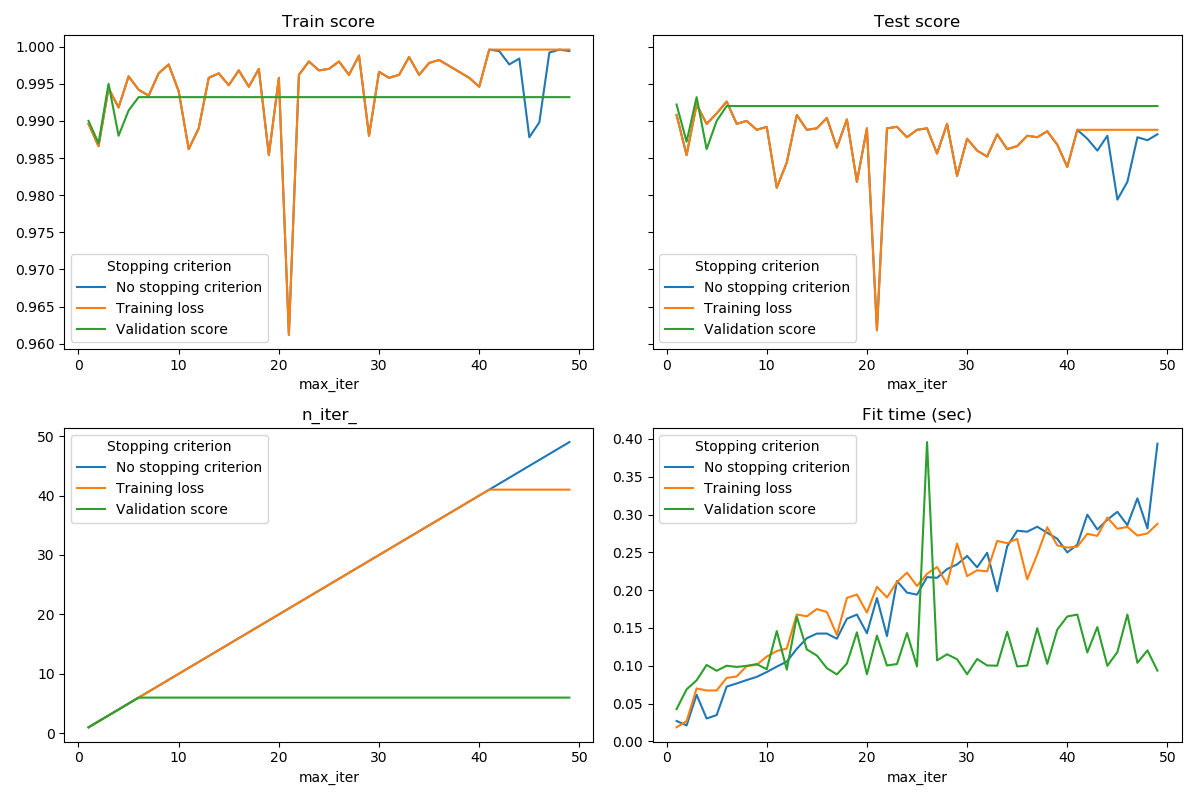 Train score
1.000
0.995
0.990
0.985
0.980
0.975
0.970
0.965
0.960
Stopping criterion
No stopping criterion
Training loss
Validation score
0 10 20 30 40 50
max_iter
Test score
Stopping criterion
No stopping criterion
Training loss
Validation score
0 10 20 30 40 50
max_iter
n_iter_
50
40
30
20
10
0
Stopping criterion
No stopping criterion
Training loss
Validation score
0 10 20 30 40 50
max_iter
Fit time (sec)
0.40
0.35
0.30
0.25
0.20
0.15
0.10
0.05
0.00
Stopping criterion
No stopping criterion
Training loss
Validation score
0 10 20 30 40 50
max_iter